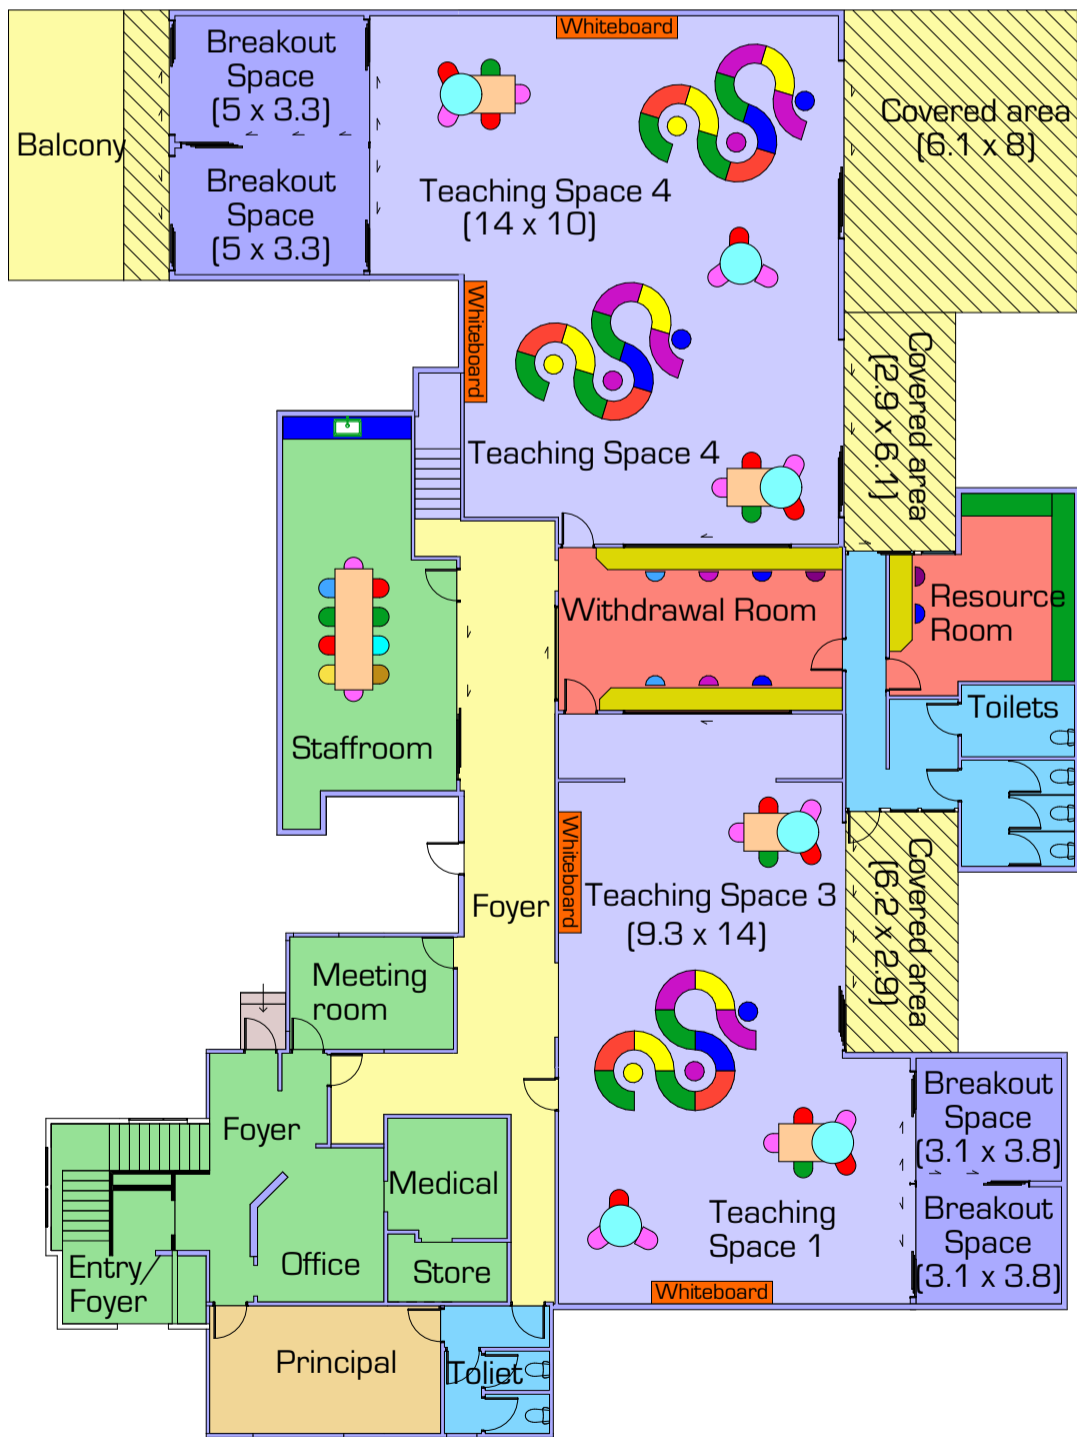 Whiteboard
Breakout
Space
(5 x 3.3)
Balcony
Breakout
Space
(5 x 3.3)
Teaching Space 4
(14 x 10)
Covered area
(6.1 x 8)
Whiteboard
Teaching Space 4
Covered area
(2.9 x 6.1)
Withdrawal Room
Resource
Room
Staffroom
Toilets
Whiteboard
Foyer
Teaching Space 3
(9.3 x 14)
Covered area
(6.2 x 2.9)
Meeting
room
Foyer
Medical
Breakout
Space
(3.1 x 3.8)
Teaching
Space 1
Breakout
Space
(3.1 x 3.8)
Entry
Foyer
Office
Store
Whiteboard
Principal
Toliet